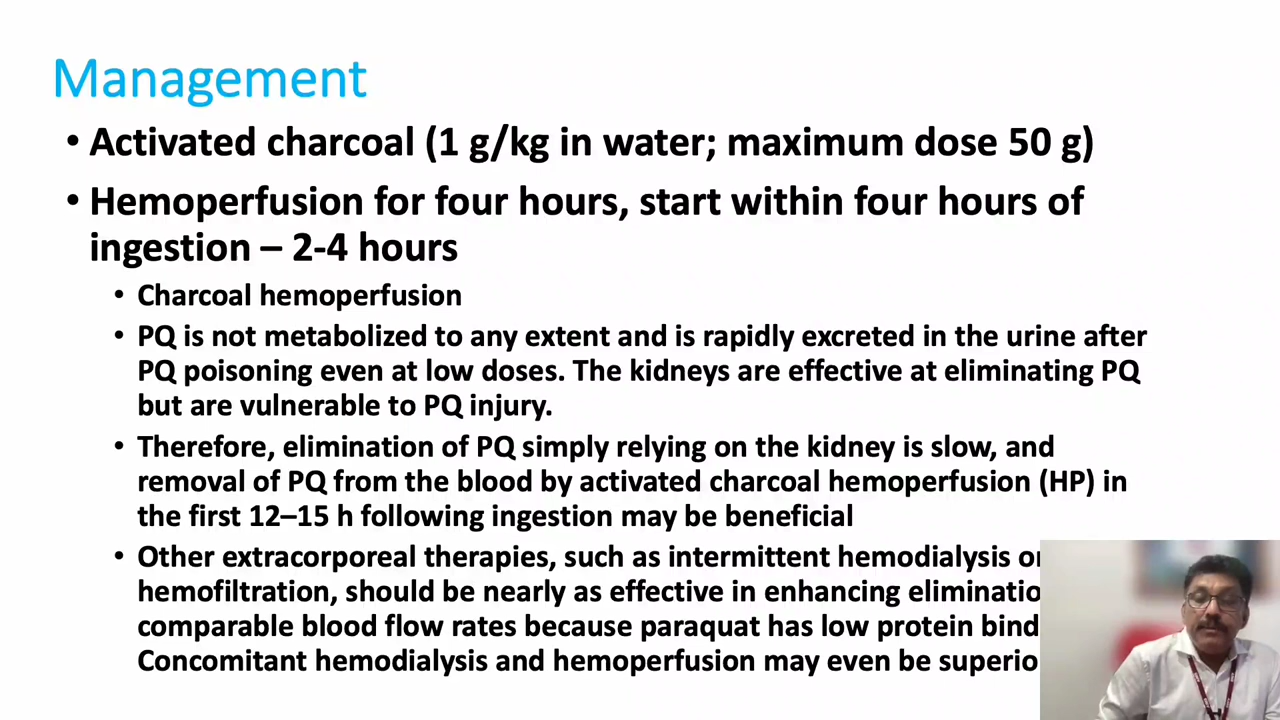 Management
• Activated charcoal (1 g/kg in water; maximum dose 50 g)
• Hemoperfusion for four hours, start within four hours of
ingestion – 2-4 hours
• Charcoal hemoperfusion
• PQ is not metabolized to any extent and is rapidly excreted in the urine after
PQ poisoning even at low doses. The kidneys are effective at eliminating PQ
but are vulnerable to PQ injury.
• Therefore, elimination of PQ simply relying on the kidney is slow, and
removal of PQ from the blood by activated charcoal hemoperfusion (HP) in
the first 12–15 h following ingestion may be beneficial
• Other extracorporeal therapies, such as intermittent hemodialysis
hemofiltration, should be nearly as effective in enhancing
comparable blood flow rates because paraquat has low protein
Concomitant hemodialysis and hemoperfusion may even be